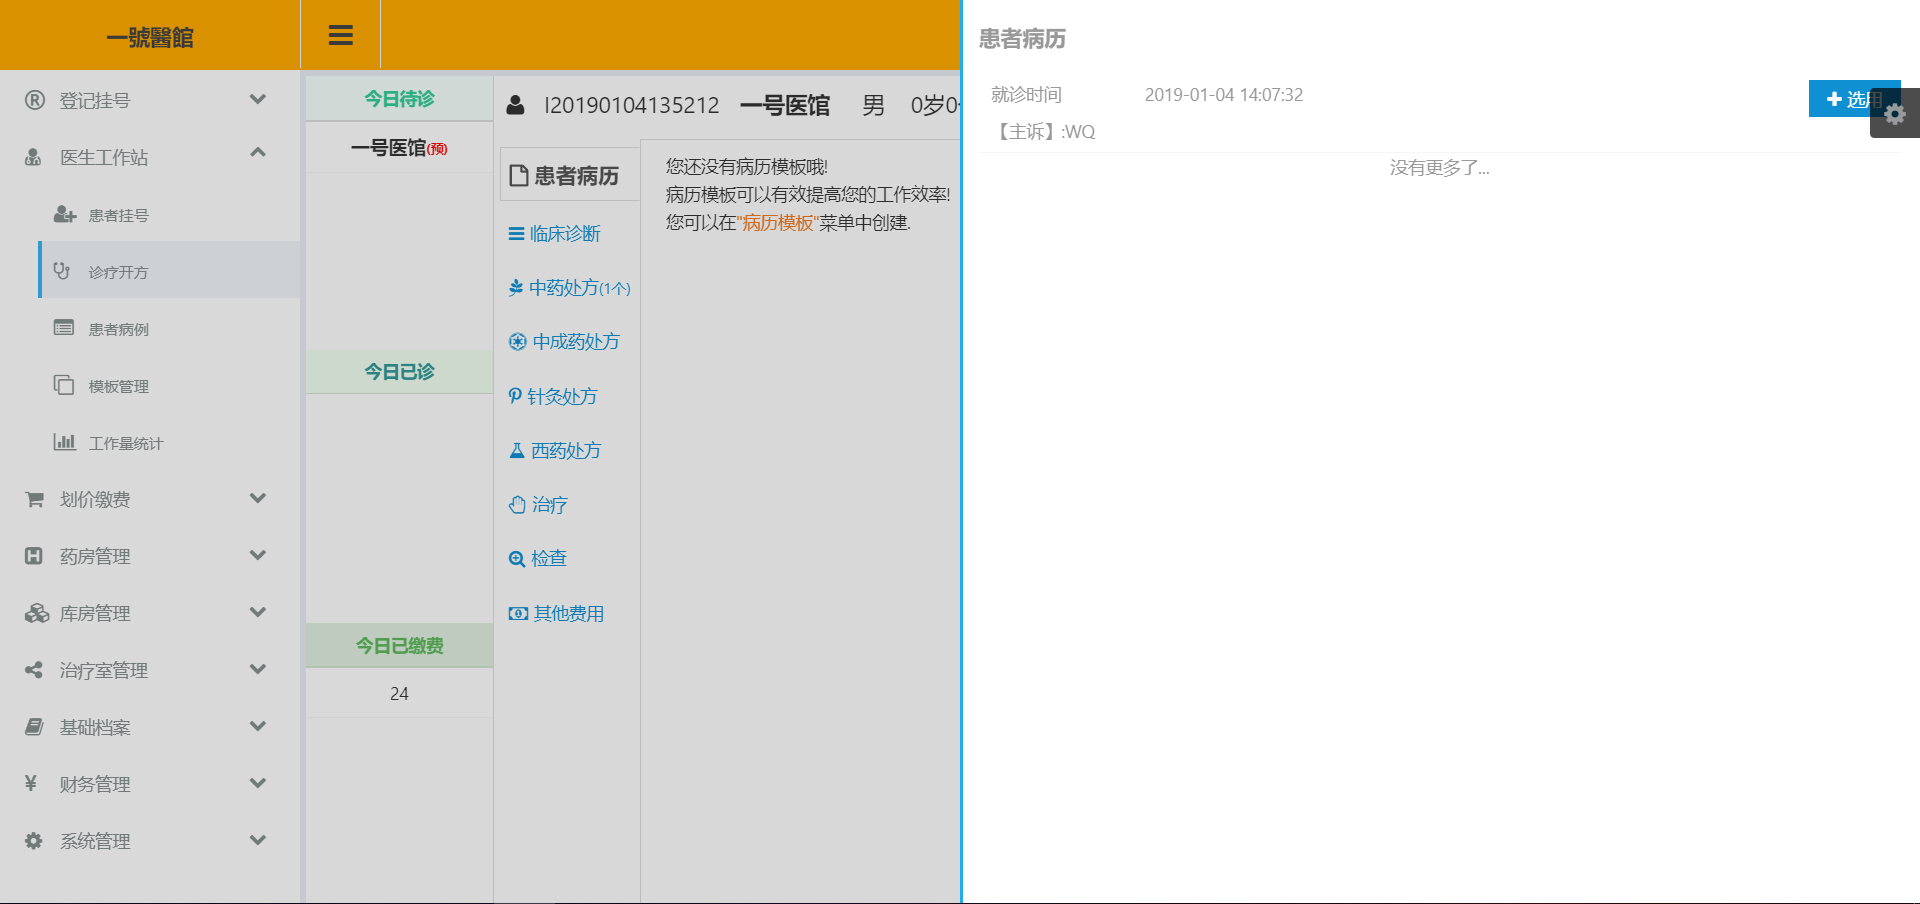 一號醫館
登记挂号
医生工作站
患者挂号
诊疗开方
患者病例
模板管理
工作量统计
划价缴费
药房管理
库房管理
治疗室管理
基础档案
财务管理
系统管理
今日待诊
一号医馆(预)
今日已诊
今日已缴费
24
I20190104135212 一号医馆 男 0岁0
患者病历
临床诊断
中药处方(1个)
中成药处方
针灸处方
西药处方
治疗
检查
其他费用
您还没有病历模板哦!
病历模板可以有效提高您的工作效率!
您可以在"病历模板"菜单中创建.
患者病历
就诊时间 2019-01-04 14:07:32
选用
【主诉】:WQ
没有更多了...